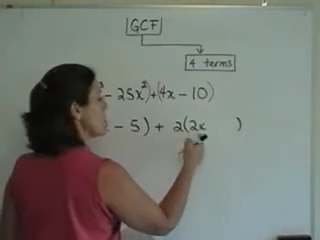 GCF
4 terms
- 25x²)+(4x - 10)
- 5) + 2(2x )